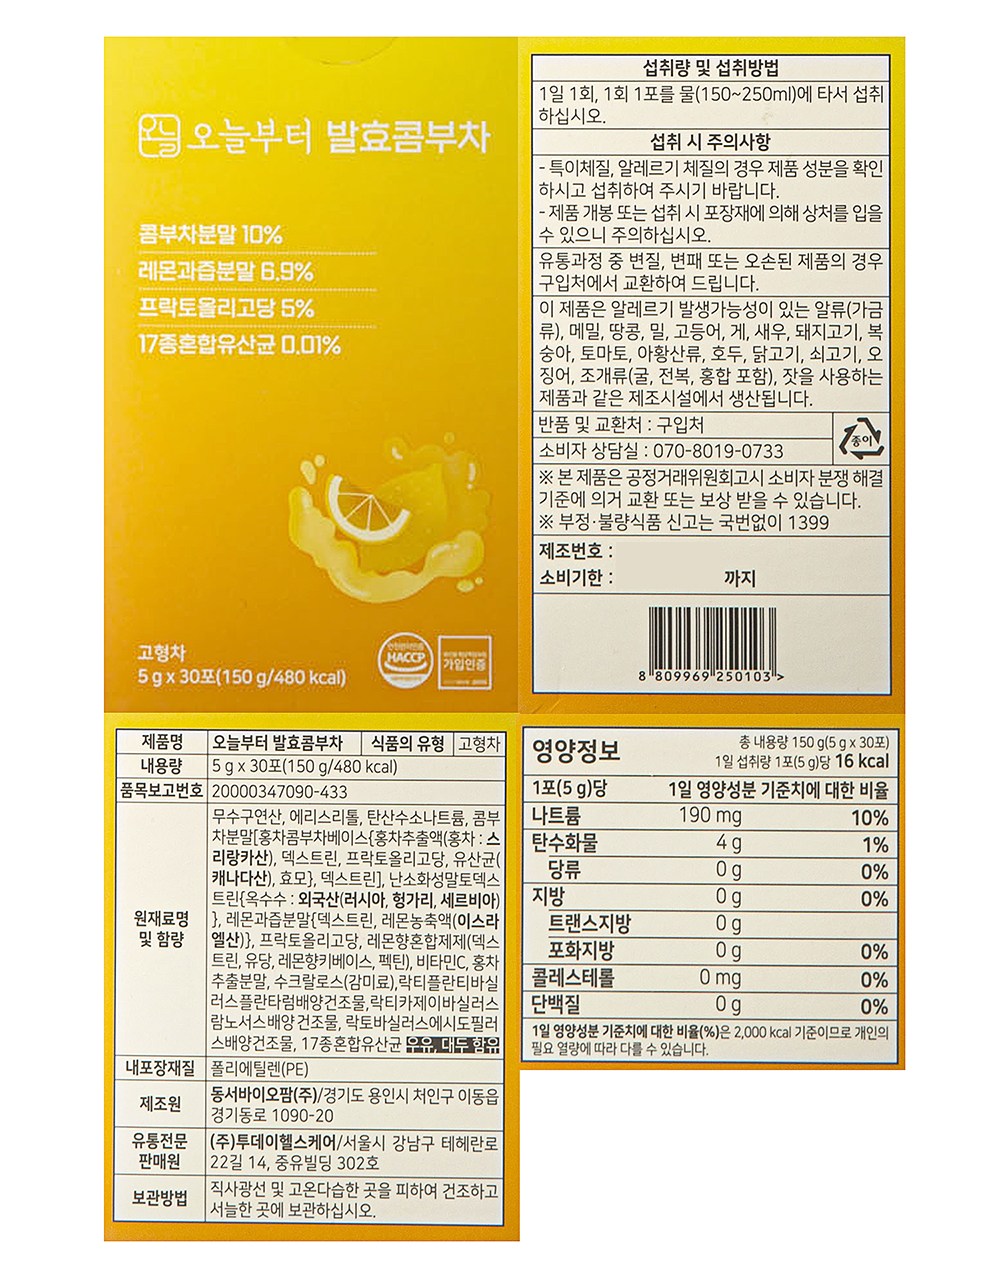 오늘
오늘부터 발효콤부차
콤부차분말 10%
레몬과즙분말 6.9%
프락토올리고당 5%
17종혼합유산균 0.01%
고형차
5 g x 30포(150 g/480 kcal)
HACCP
가입인증
섭취량 및 섭취방법
1일 1회, 1회 1포를 물(150~250ml)에 타서 섭취
하십시오.
섭취 시 주의사항
- 특이체질, 알레르기 체질의 경우 제품 성분을 확인
하시고 섭취하여 주시기 바랍니다.
- 제품 개봉 또는 섭취 시 포장재에 의해 상처를 입을
수 있으니 주의하십시오.
유통과정 중 변질, 변패 또는 오손된 제품의 경우
구입처에서 교환하여 드립니다.
이 제품은 알레르기 발생가능성이 있는 알류(가금
류), 메밀, 땅콩, 밀, 고등어, 게, 새우, 돼지고기, 복
숭아, 토마토, 아황산류, 호두, 닭고기, 쇠고기, 오
징어, 조개류(굴, 전복, 홍합 포함), 잣을 사용하는
제품과 같은 제조시설에서 생산됩니다.
반품 및 교환처 : 구입처
소비자 상담실 : 070-8019-0733
종이
※ 본 제품은 공정거래위원회고시 소비자 분쟁 해결
기준에 의거 교환 또는 보상 받을 수 있습니다.
※ 부정·불량식품 신고는 국번없이 1399
제조번호 :
소비기한 : 까지
8 809969 250103 >
제품명 오늘부터 발효콤부차 식품의 유형 고형차
내용량 5 g x 30포(150 g/480 kcal)
품목보고번호 20000347090-433
원재료명
및 함량
무수구연산, 에리스리톨, 탄산수소나트륨, 콤부
차분말[홍차콤부차베이스{홍차추출액(홍차 : 스
리랑카산), 덱스트린, 프락토올리고당, 유산균(
캐나다산), 효모}, 덱스트린], 난소화성말토덱스
트린{옥수수 : 외국산(러시아, 헝가리, 세르비아)
}, 레몬과즙분말{덱스트린, 레몬농축액(이스라
엘산)}, 프락토올리고당, 레몬향혼합제제(덱스
트린, 유당, 레몬향키베이스, 펙틴), 비타민C, 홍차
추출분말, 수크랄로스(감미료),락티플란티바실
러스플란타럼배양건조물,락티카제이바실러스
람노서스배양건조물, 락토바실러스에시도필러
스배양건조물, 17종혼합유산균 우유, 대두 함유
내포장재질 폴리에틸렌(PE)
제조원
동서바이오팜(주)/경기도 용인시 처인구 이동읍
경기동로 1090-20
유통전문
판매원
(주)투데이헬스케어/서울시 강남구 테헤란로
22길 14, 중유빌딩 302호
보관방법
직사광선 및 고온다습한 곳을 피하여 건조하고
서늘한 곳에 보관하십시오.
영양정보
총 내용량 150 g(5 g x 30포)
1일 섭취량 1포(5 g)당 16 kcal
1포(5 g)당 1일 영양성분 기준치에 대한 비율
나트륨 190 mg 10%
탄수화물 4 g 1%
당류 0 g 0%
지방 0 g 0%
트랜스지방 0 g
포화지방 0 g 0%
콜레스테롤 0 mg 0%
단백질 0 g 0%
1일 영양성분 기준치에 대한 비율(%)은 2,000 kcal 기준이므로 개인의
필요 열량에 따라 다를 수 있습니다.